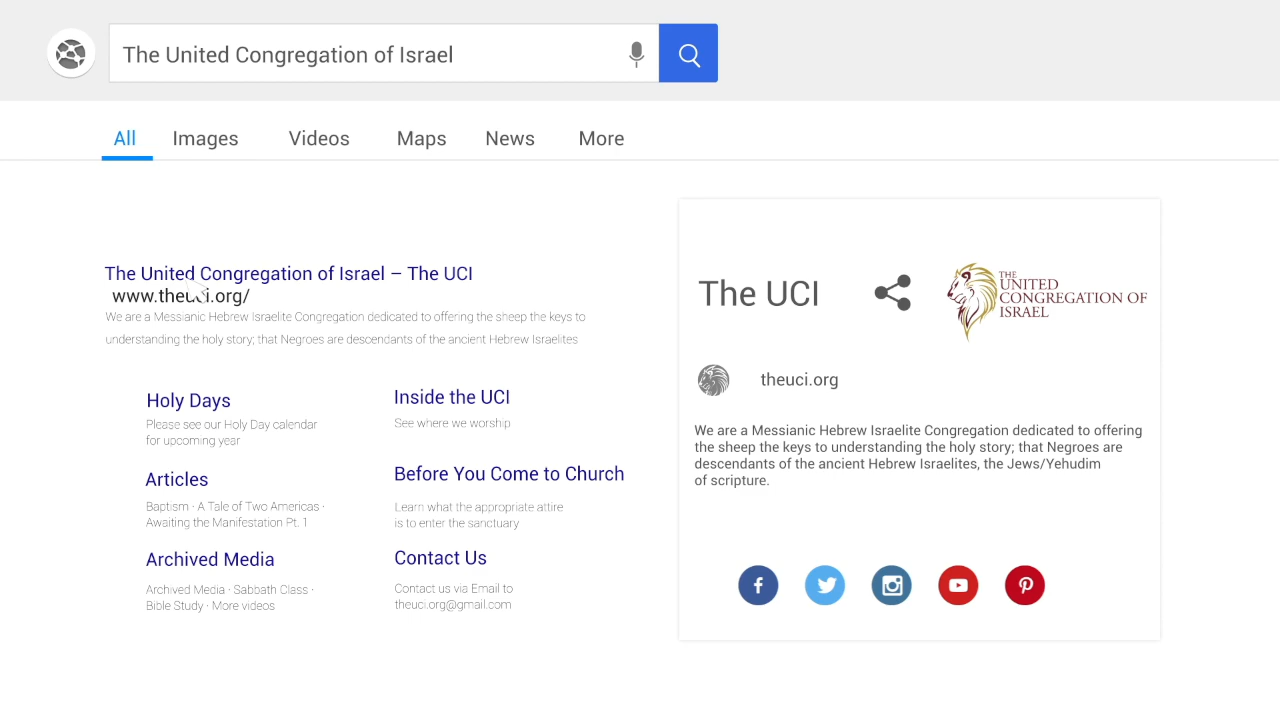 The United Congregation of Israel
All Images Videos Maps News More
The United Congregation of Israel – The UCI
www.theuci.org/
We are a Messianic Hebrew Israelite Congregation dedicated to offering the sheep the keys to
understanding the holy story; that Negroes are descendants of the ancient Hebrew Israelites
Holy Days
Please see our Holy Day calendar
for upcoming year
Inside the UCI
See where we worship
Articles
Baptism · A Tale of Two Americas ·
Awaiting the Manifestation Pt. 1
Before You Come to Church
Learn what the appropriate attire
is to enter the sanctuary
Archived Media
Archived Media · Sabbath Class ·
Bible Study · More videos
Contact Us
Contact us via Email to
theuci.org@gmail.com
The UCI
THE
UNITED
CONGREGATION OF
ISRAEL
theuci.org
We are a Messianic Hebrew Israelite Congregation dedicated to offering
the sheep the keys to understanding the holy story; that Negroes are
descendants of the ancient Hebrew Israelites, the Jews/Yehudim
of scripture.